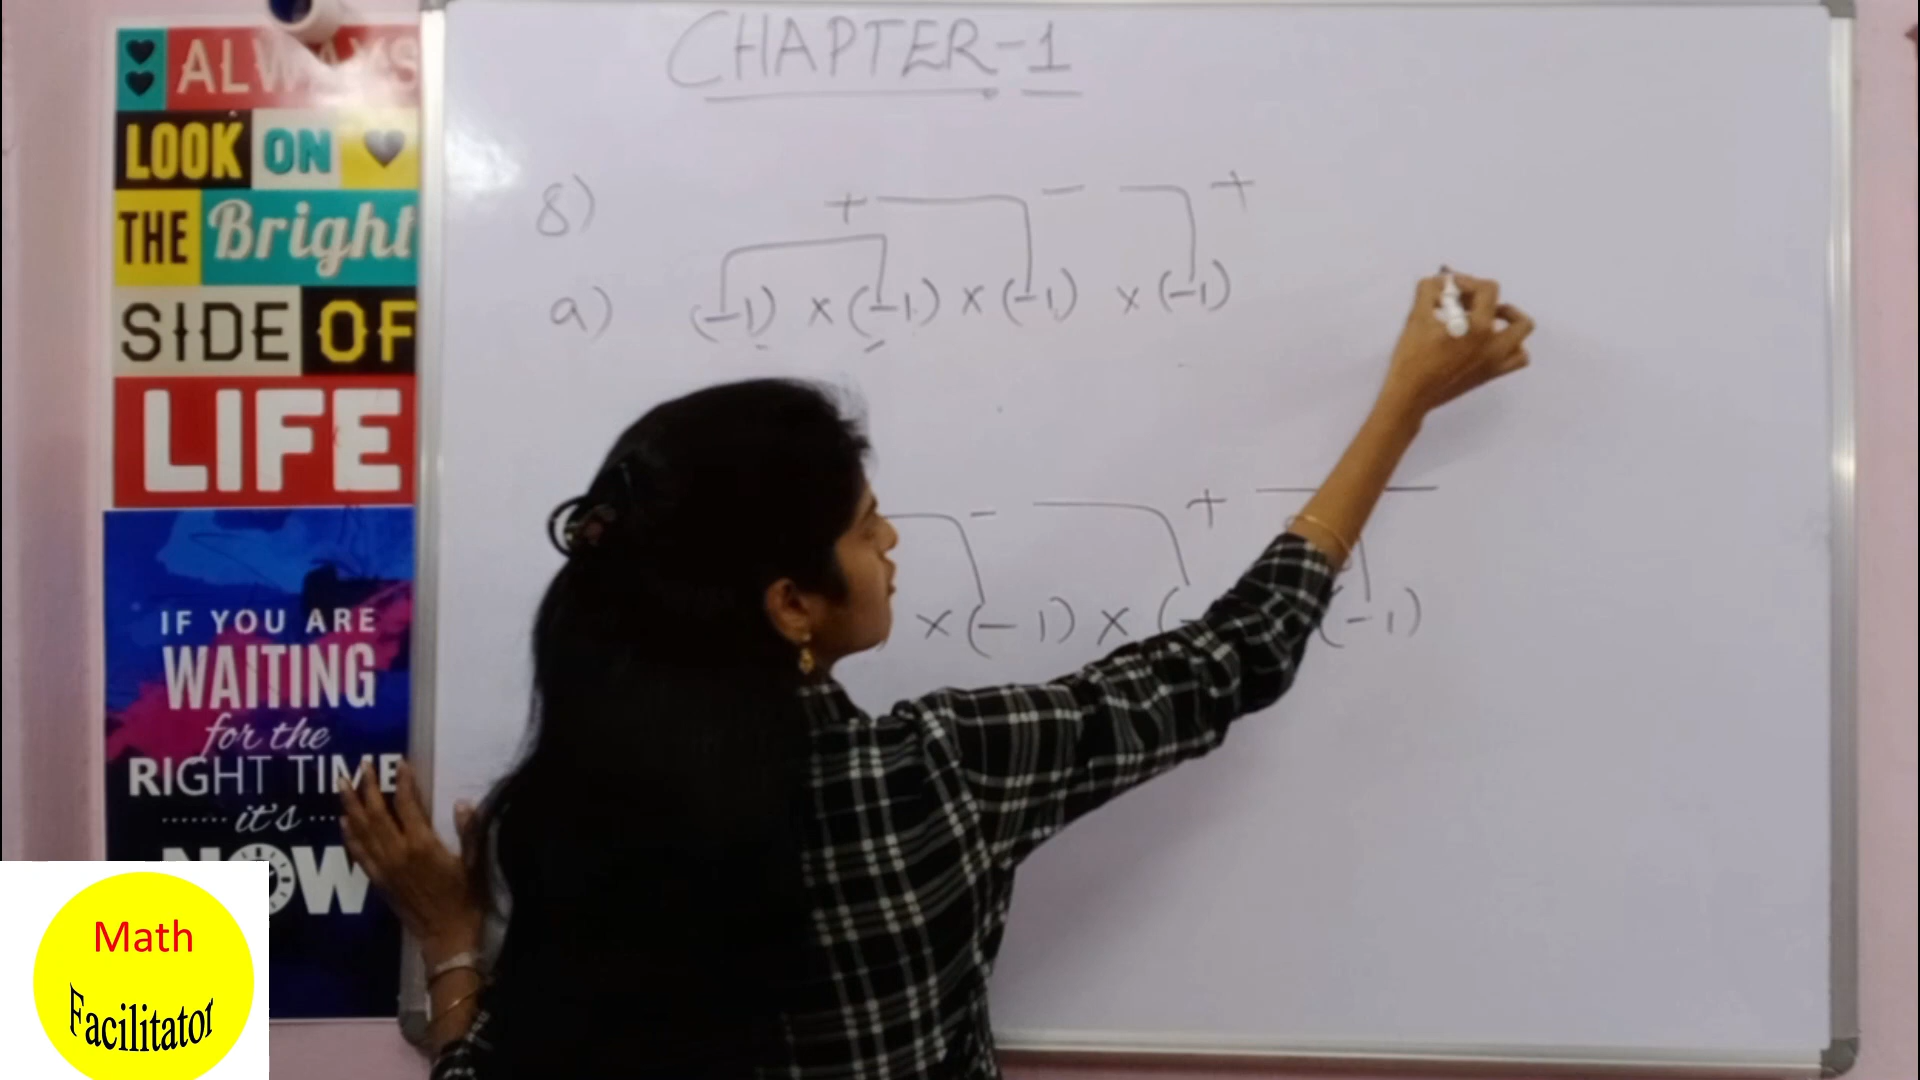 CHAPTER-1
8)
+ - +
a) (-1) × (-1) × (-1) × (-1)
- +
× (-1) × (- (-1)
ALWAYS
LOOK ON
THE Bright
SIDE OF
LIFE
IF YOU ARE
WAITING
for the
RIGHT TIME
it's
NOW
Math
Facilitator